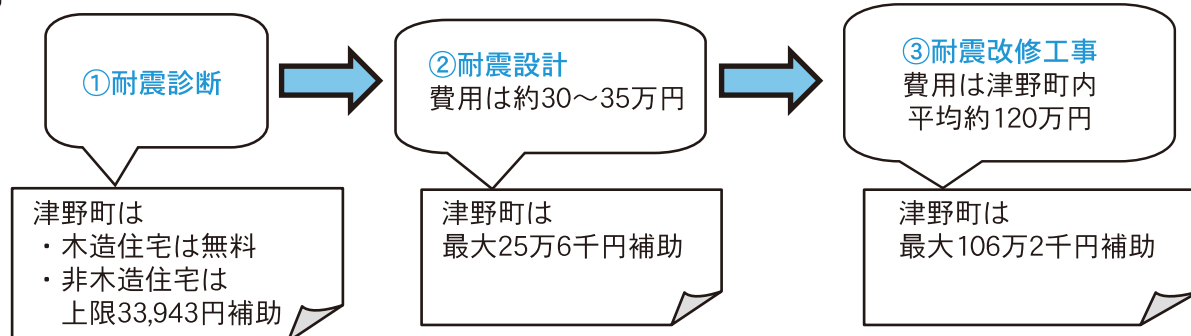 ①耐震診断
津野町は
・木造住宅は無料
・非木造住宅は
上限33,943円補助
②耐震設計
費用は約30～35万円
津野町は
最大25万6千円補助
③耐震改修工事
費用は津野町内
平均約120万円
津野町は
最大106万2千円補助